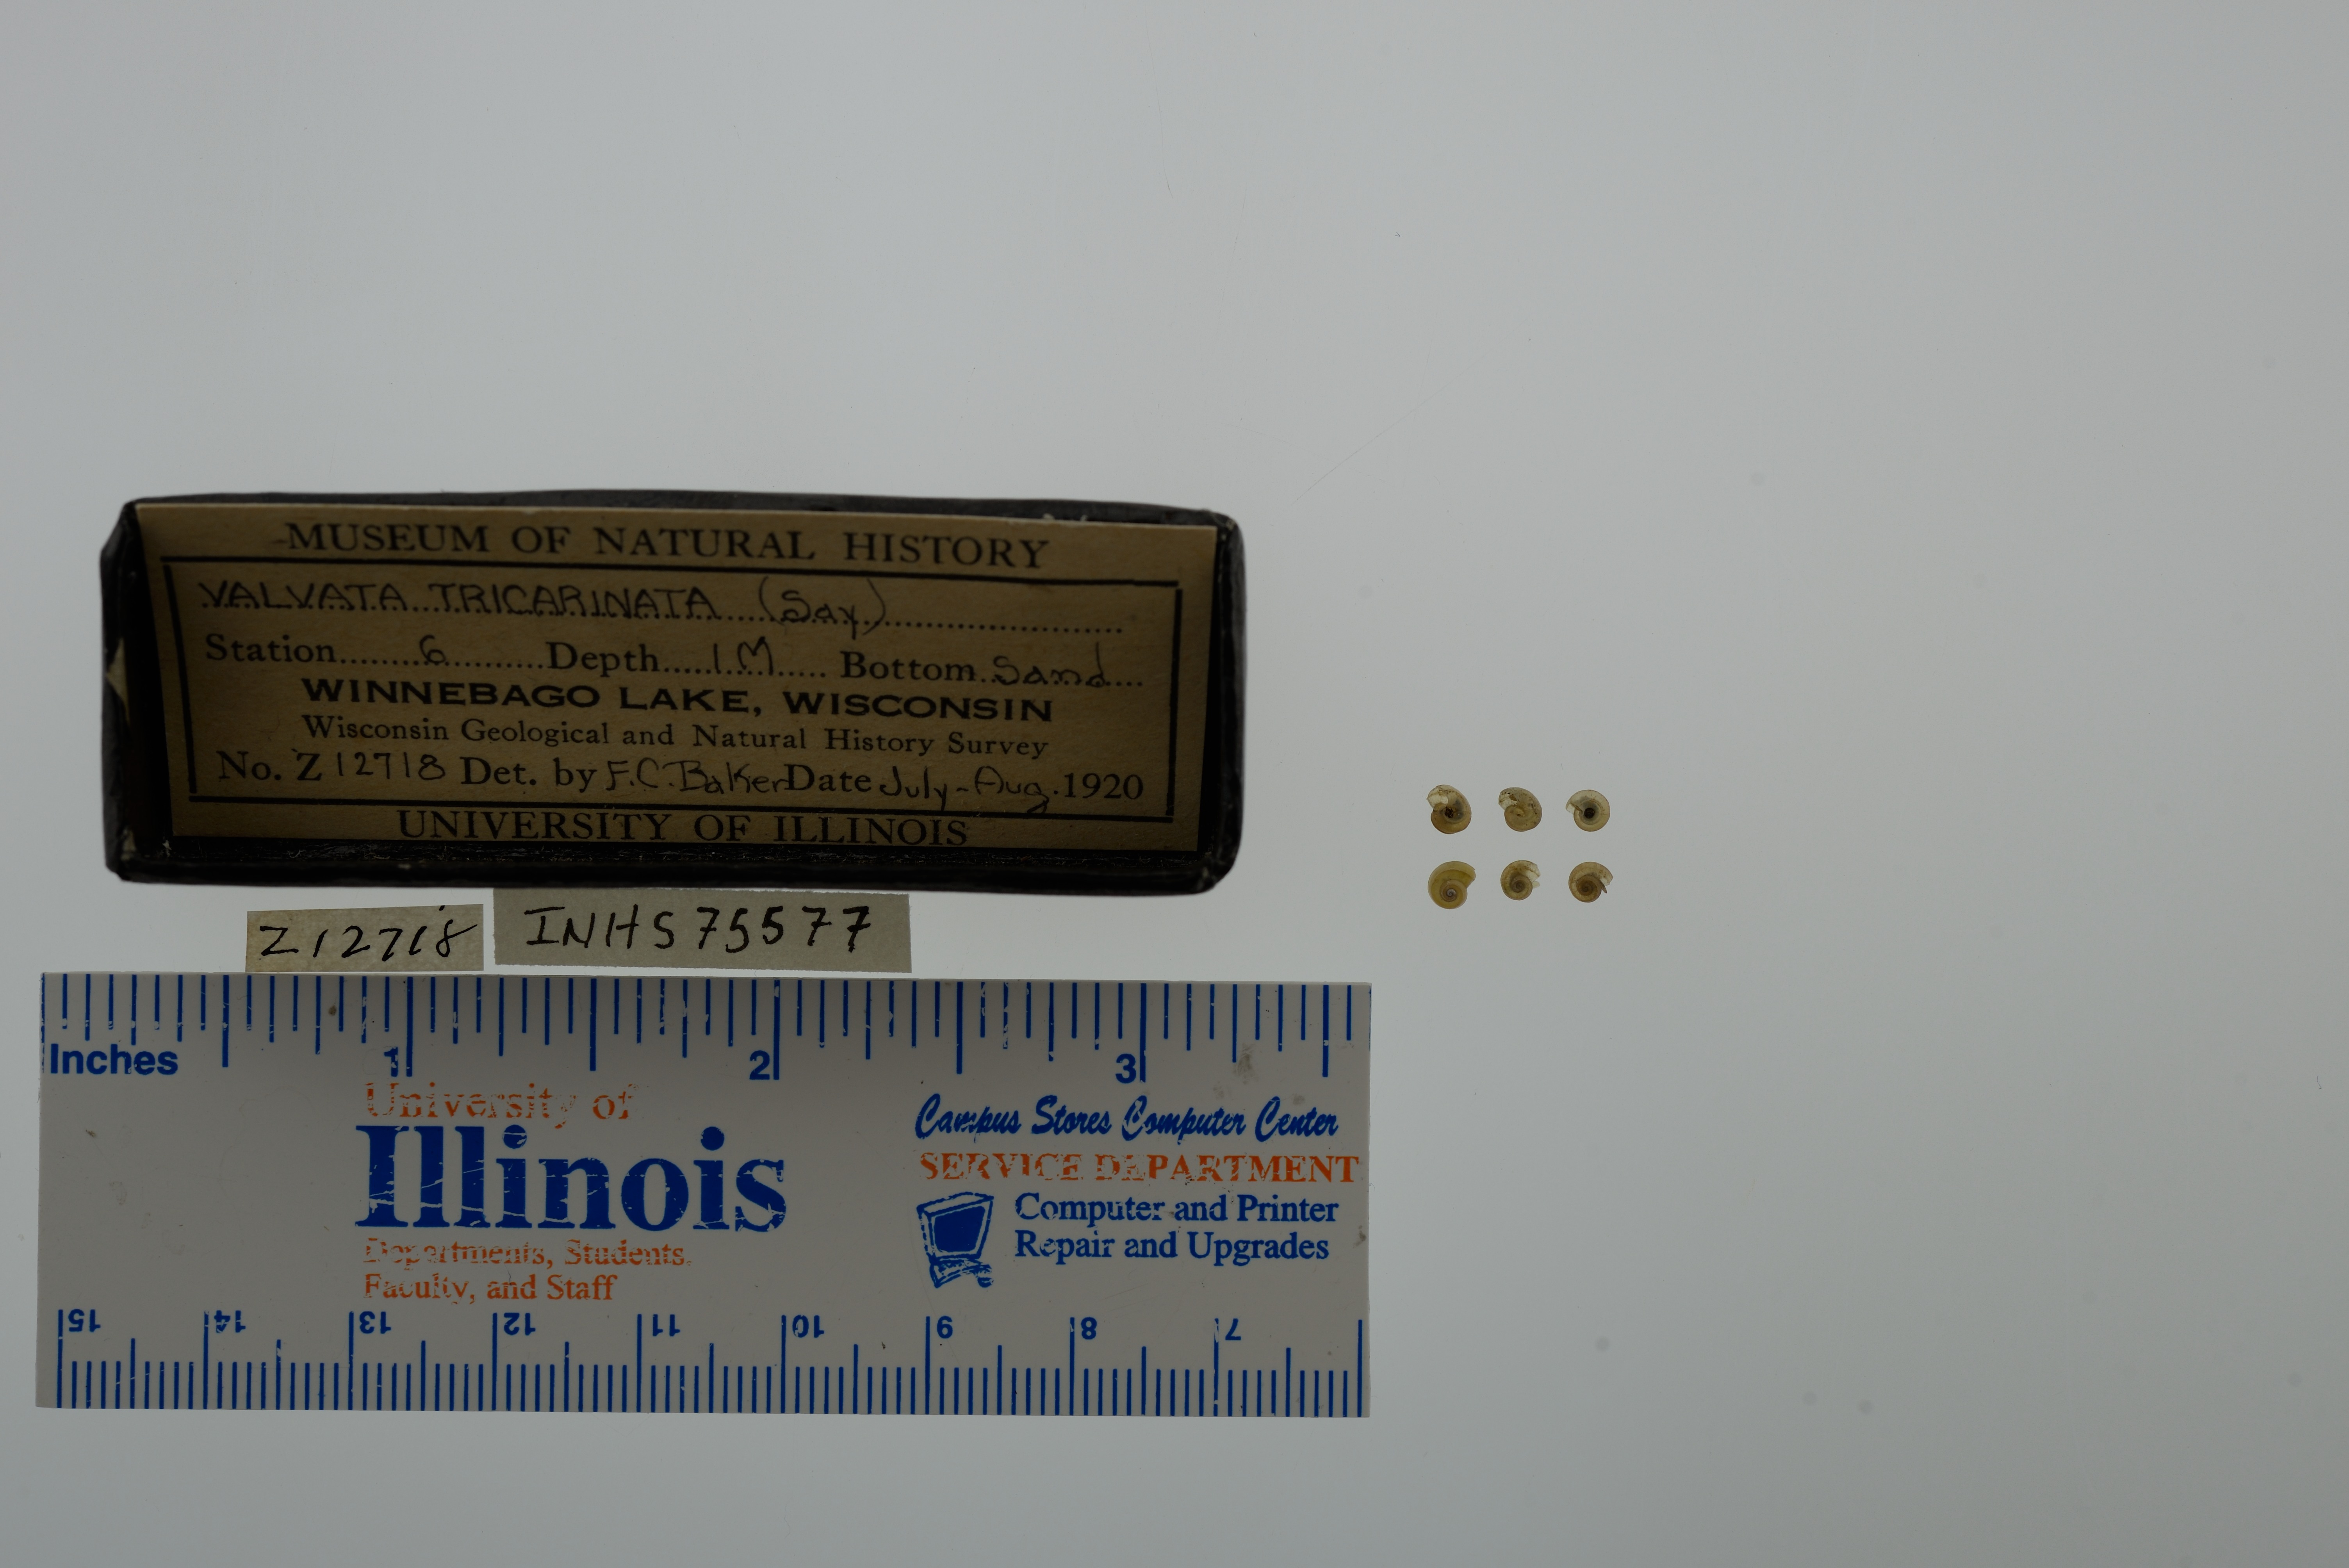 MUSEUM OF NATURAL HISTORY
VALVATA TRICARINATA (Say)
Station 6 Depth 1 M Bottom Sand
WINNEBAGO LAKE, WISCONSIN
Wisconsin Geological and Natural History Survey
No. Z 12718 Det. by F.C. Baker Date July-Aug. 1920
UNIVERSITY OF ILLINOIS
Z12718
INHS 75577
Inches 1 2 3
University of
Illinois
Departments, Students,
Faculty, and Staff
Campus Stores Computer Center
SERVICE DEPARTMENT
Computer and Printer
Repair and Upgrades
15 14 13 12 11 10 9 8 7